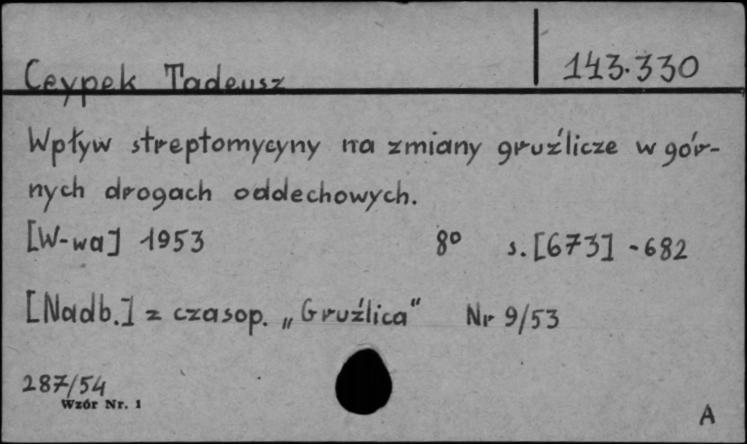 Ceypek Tadeusz 143.330
Wpływ streptomycyny na zmiany gruźlicze w gór-
nych drogach oddechowych.
[W-wa] 1953 8° s. [673] - 682
[Nadb.] z czasop. „Gruźlica" Nr 9/53
287/54
Wzór Nr. 1
A